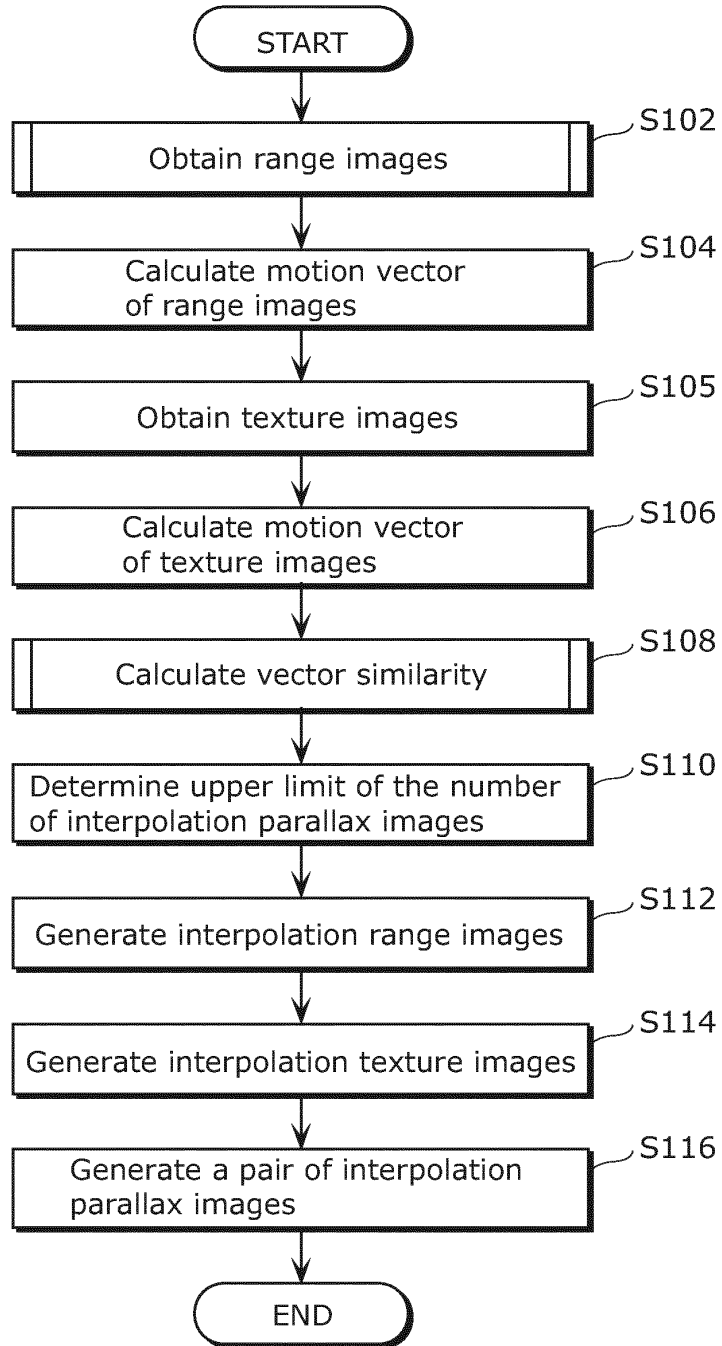 START
S102
Obtain range images
S104
Calculate motion vector
of range images
S105
Obtain texture images
S106
Calculate motion vector
of texture images
S108
Calculate vector similarity
S110
Determine upper limit of the number
of interpolation parallax images
S112
Generate interpolation range images
S114
Generate interpolation texture images
S116
Generate a pair of interpolation
parallax images
END